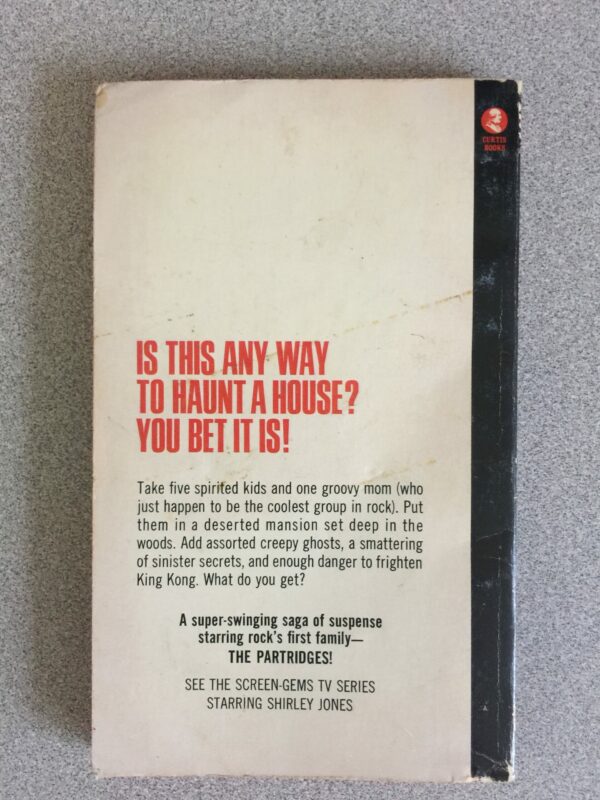 CURTIS
BOOKS
IS THIS ANY WAY
TO HAUNT A HOUSE?
YOU BET IT IS!
Take five spirited kids and one groovy mom (who
just happen to be the coolest group in rock). Put
them in a deserted mansion set deep in the
woods. Add assorted creepy ghosts, a smattering
of sinister secrets, and enough danger to frighten
King Kong. What do you get?
A super-swinging saga of suspense
starring rock's first family—
THE PARTRIDGES!
SEE THE SCREEN-GEMS TV SERIES
STARRING SHIRLEY JONES